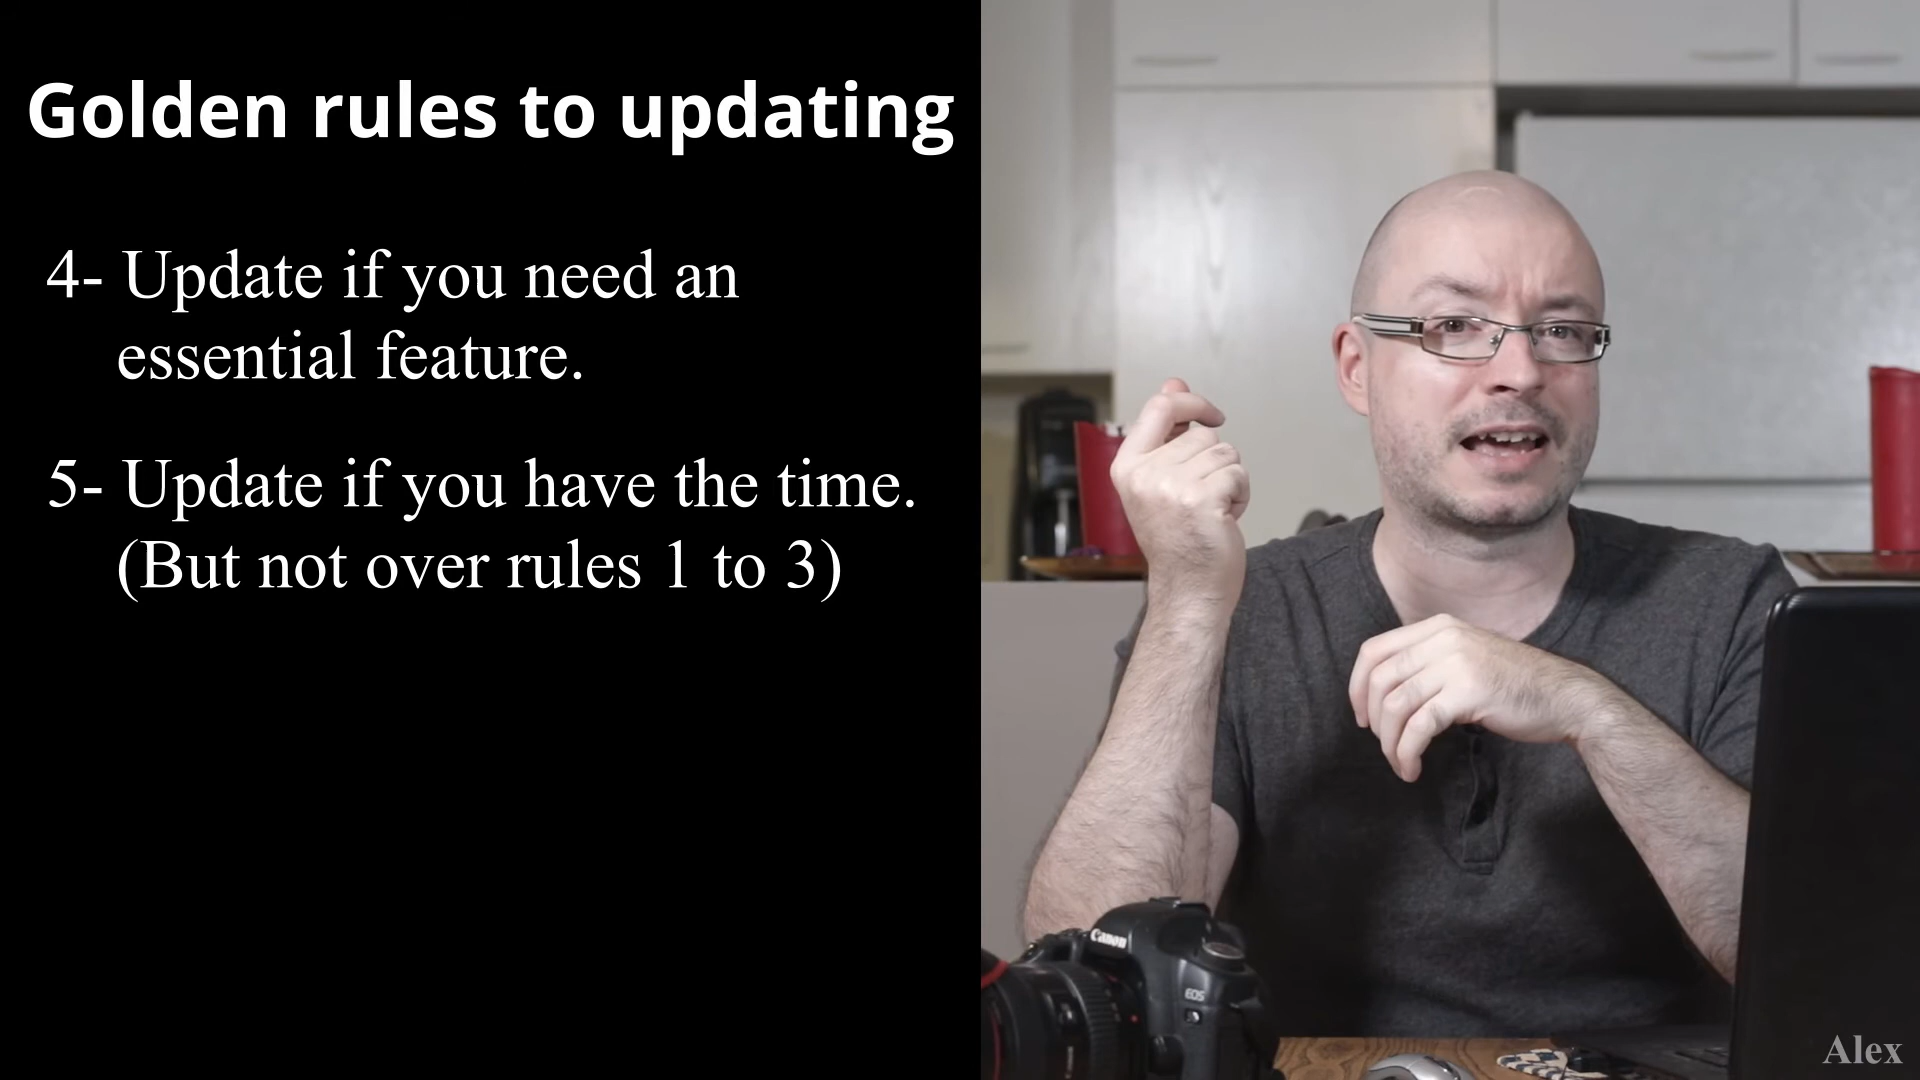 Golden rules to updating
4- Update if you need an
essential feature.
5- Update if you have the time.
(But not over rules 1 to 3)
Canon
EOS
Alex